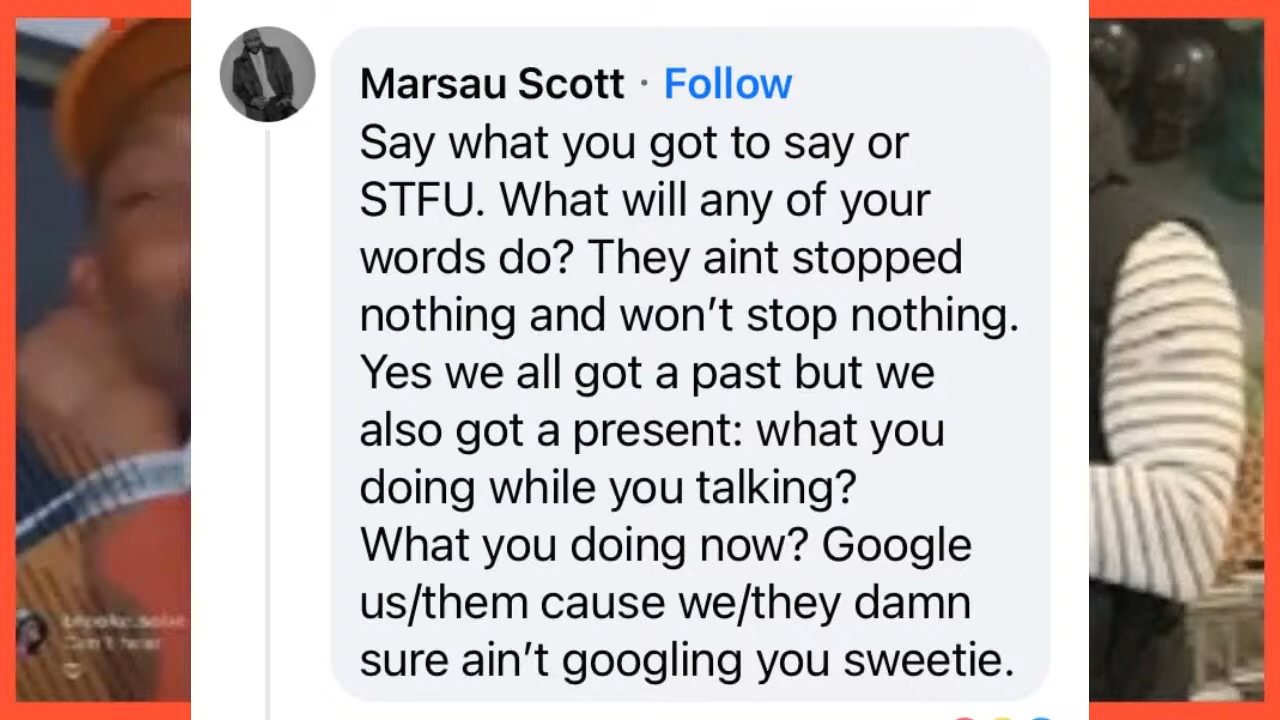 Marsau Scott · Follow
Say what you got to say or
STFU. What will any of your
words do? They aint stopped
nothing and won’t stop nothing.
Yes we all got a past but we
also got a present: what you
doing while you talking?
What you doing now? Google
us/them cause we/they damn
sure ain’t googling you sweetie.